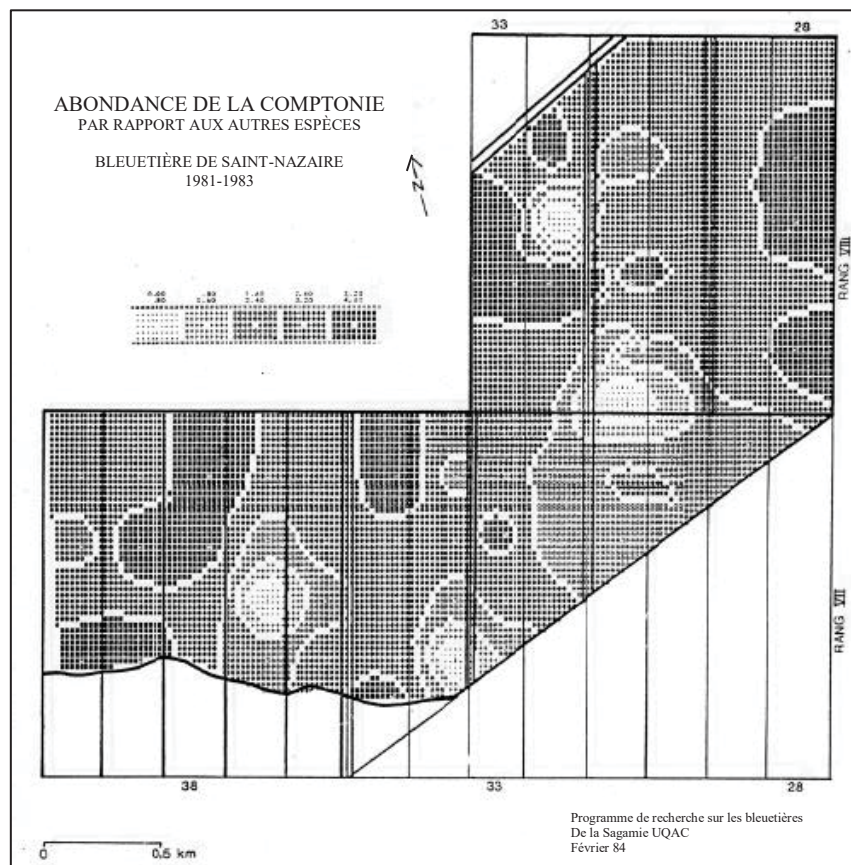 33 28
ABONDANCE DE LA COMPTONIE
PAR RAPPORT AUX AUTRES ESPÈCES
BLEUETIÈRE DE SAINT-NAZAIRE
1981-1983
N
RANG VIII
RANG VII
38 33 28
0 0,5 km
Programme de recherche sur les bleuetières
De la Sagamie UQAC
Février 84